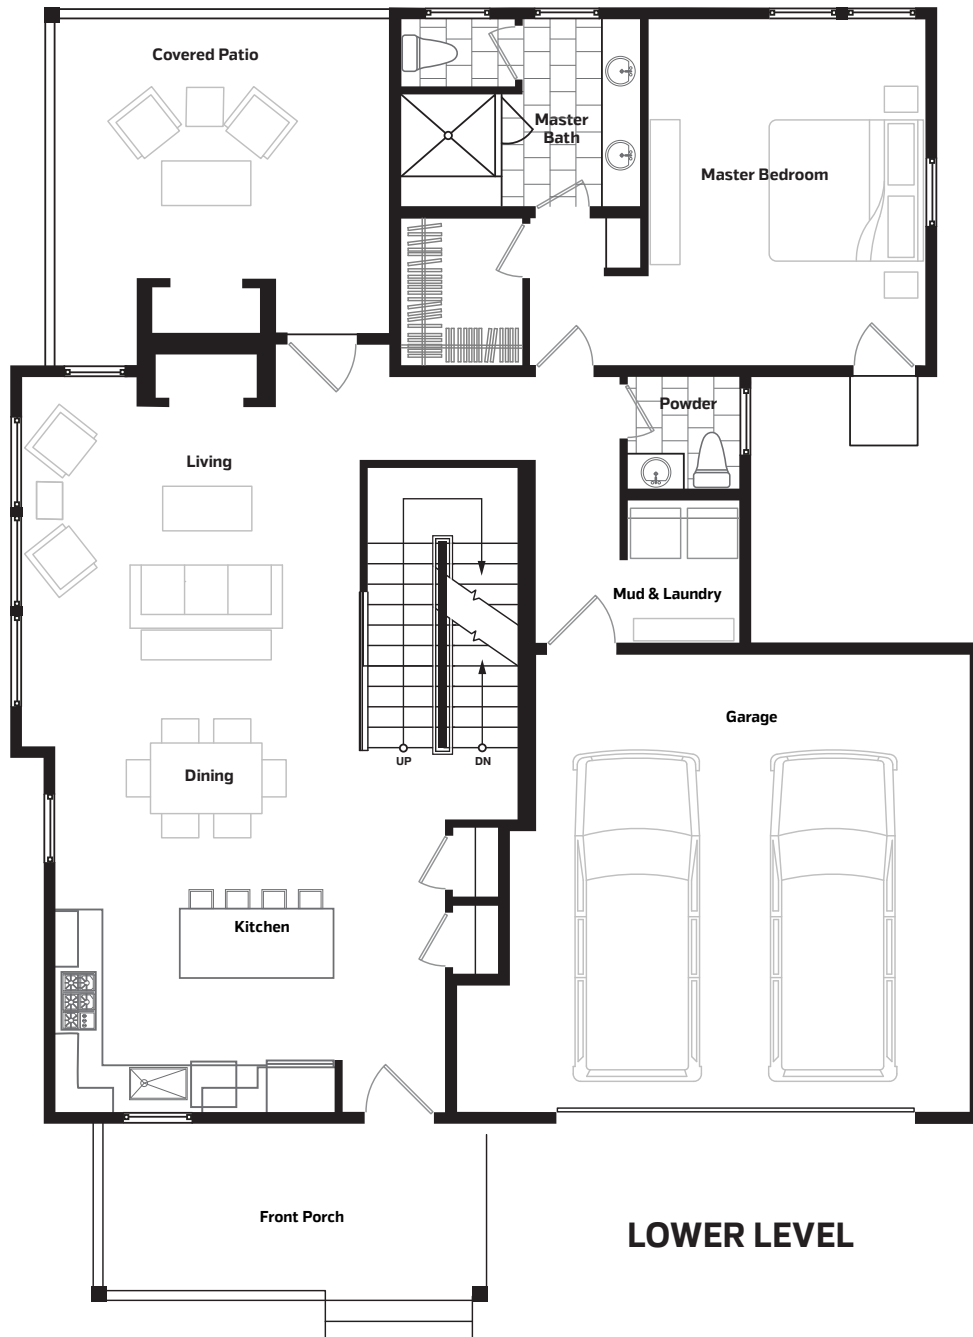 Covered Patio
Master
Bath
Master Bedroom
Powder
Living
Mud & Laundry
Garage
UP
DN
Dining
Kitchen
Front Porch
LOWER LEVEL